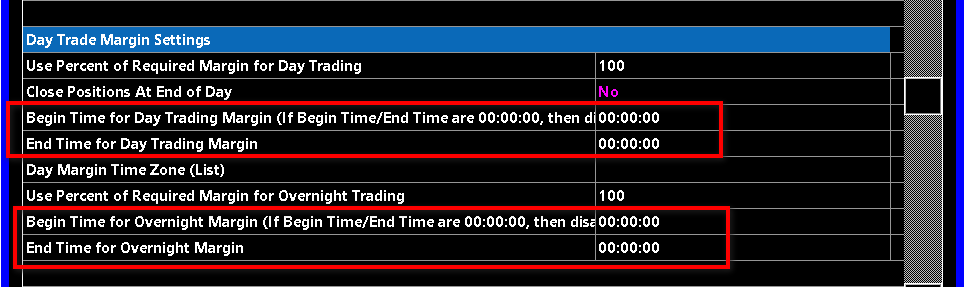 Day Trade Margin Settings
Use Percent of Required Margin for Day Trading 100
Close Positions At End of Day No
Begin Time for Day Trading Margin (If Begin Time/End Time are 00:00:00, then di 00:00:00
End Time for Day Trading Margin 00:00:00
Day Margin Time Zone (List)
Use Percent of Required Margin for Overnight Trading 100
Begin Time for Overnight Margin (If Begin Time/End Time are 00:00:00, then disa 00:00:00
End Time for Overnight Margin 00:00:00